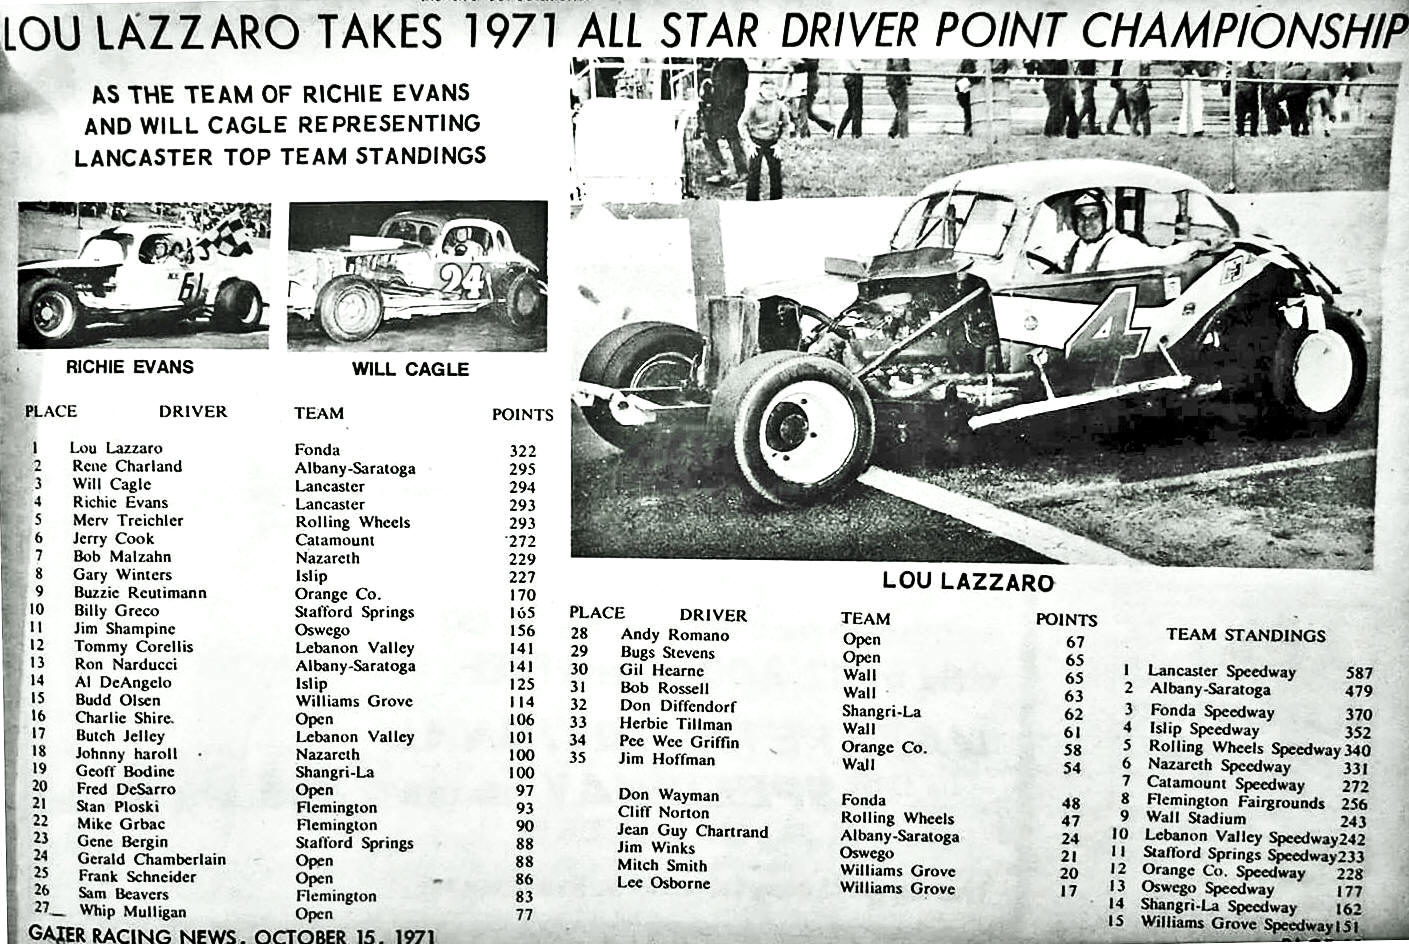 LOU LAZZARO TAKES 1971 ALL STAR DRIVER POINT CHAMPIONSHIP
AS THE TEAM OF RICHIE EVANS
AND WILL CAGLE REPRESENTING
LANCASTER TOP TEAM STANDINGS
61
24
4
RICHIE EVANS
WILL CAGLE
LOU LAZZARO
PLACE DRIVER TEAM POINTS
1 Lou Lazzaro Fonda 322
2 Rene Charland Albany-Saratoga 295
3 Will Cagle Lancaster 294
4 Richie Evans Lancaster 293
5 Merv Treichler Rolling Wheels 293
6 Jerry Cook Catamount 272
7 Bob Malzahn Nazareth 229
8 Gary Winters Islip 227
9 Buzzie Reutimann Orange Co. 170
10 Billy Greco Stafford Springs 165
11 Jim Shampine Oswego 156
12 Tommy Corellis Lebanon Valley 141
13 Ron Narducci Albany-Saratoga 141
14 Al DeAngelo Islip 125
15 Budd Olsen Williams Grove 114
16 Charlie Shire. Open 106
17 Butch Jelley Lebanon Valley 101
18 Johnny haroll Nazareth 100
19 Geoff Bodine Shangri-La 100
20 Fred DeSarro Open 97
21 Stan Ploski Flemington 93
22 Mike Grbac Flemington 90
23 Gene Bergin Stafford Springs 88
24 Gerald Chamberlain Open 88
25 Frank Schneider Open 86
26 Sam Beavers Flemington 83
27 Whip Mulligan Open 77
PLACE DRIVER TEAM POINTS
28 Andy Romano Open 67
29 Bugs Stevens Open 65
30 Gil Hearne Wall 65
31 Bob Rossell Wall 63
32 Don Diffendorf Shangri-La 62
33 Herbie Tillman Wall 61
34 Pee Wee Griffin Orange Co. 58
35 Jim Hoffman Wall 54
Don Wayman Fonda 48
Cliff Norton Rolling Wheels 47
Jean Guy Chartrand Albany-Saratoga 24
Jim Winks Oswego 21
Mitch Smith Williams Grove 20
Lee Osborne Williams Grove 17
TEAM STANDINGS
1 Lancaster Speedway 587
2 Albany-Saratoga 479
3 Fonda Speedway 370
4 Islip Speedway 352
5 Rolling Wheels Speedway 340
6 Nazareth Speedway 331
7 Catamount Speedway 272
8 Flemington Fairgrounds 256
9 Wall Stadium 243
10 Lebanon Valley Speedway 242
11 Stafford Springs Speedway 233
12 Orange Co. Speedway 228
13 Oswego Speedway 177
14 Shangri-La Speedway 162
15 Williams Grove Speedway 151
GATER RACING NEWS, OCTOBER 15, 1971